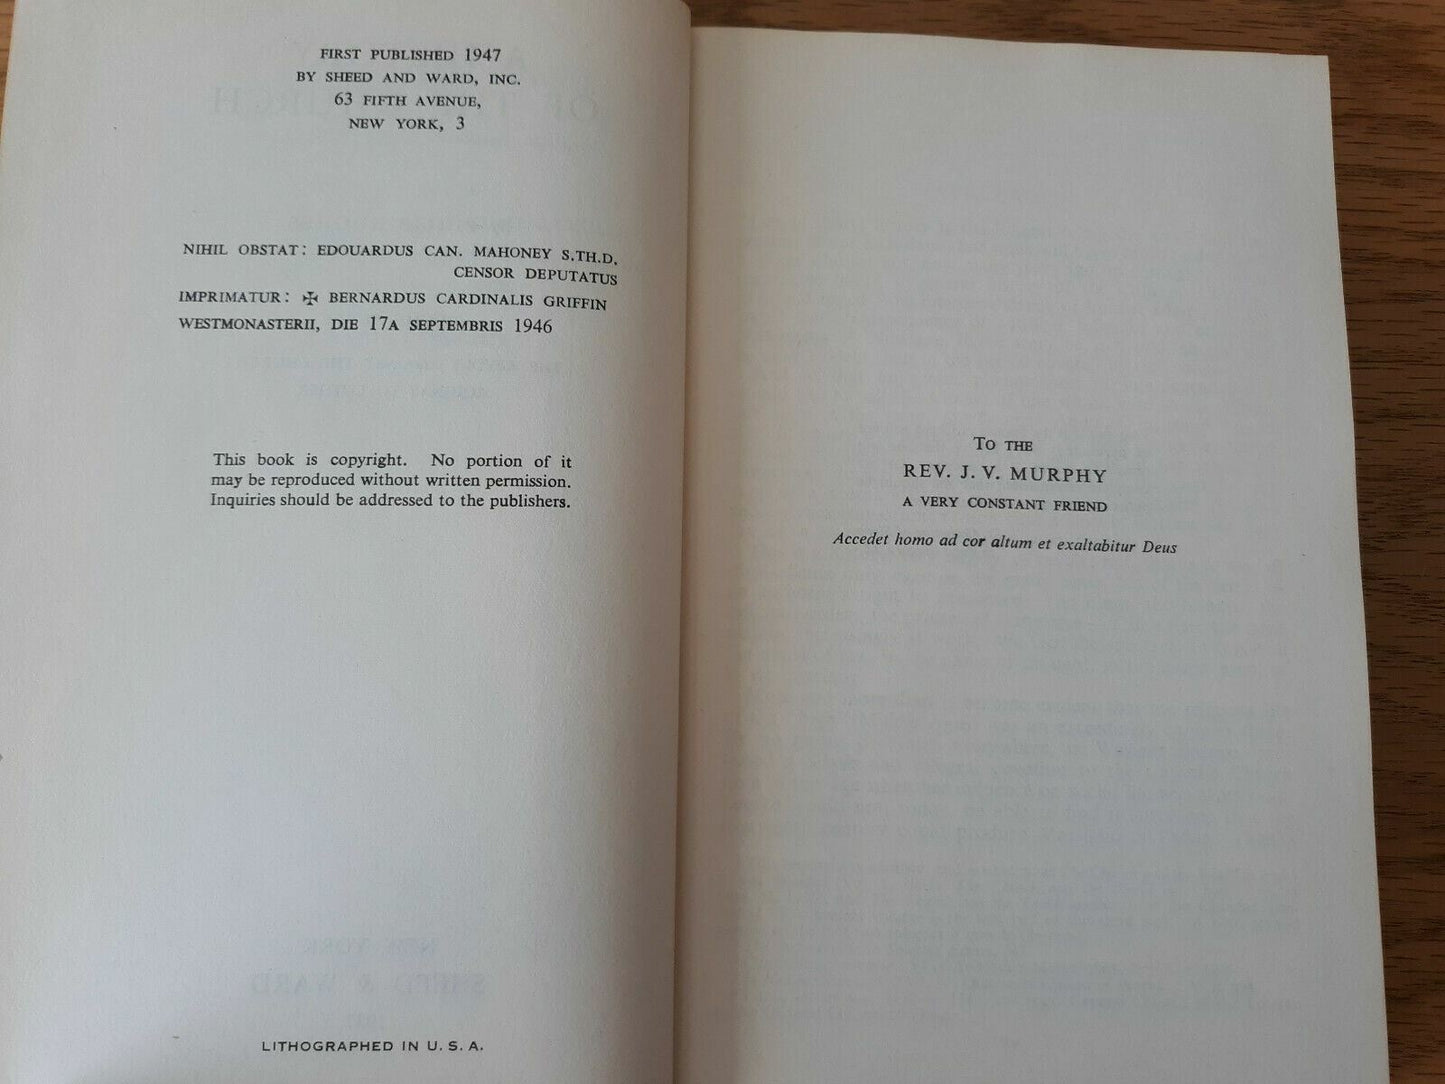 FIRST PUBLISHED 1947
BY SHEED AND WARD, INC.
63 FIFTH AVENUE,
NEW YORK, 3
NIHIL OBSTAT: EDOUARDUS CAN. MAHONEY S.TH.D.
CENSOR DEPUTATUS
IMPRIMATUR: ✠ BERNARDUS CARDINALIS GRIFFIN
WESTMONASTERII, DIE 17A SEPTEMBRIS 1946
This book is copyright. No portion of it
may be reproduced without written permission.
Inquiries should be addressed to the publishers.
LITHOGRAPHED IN U. S. A.
TO THE
REV. J. V. MURPHY
A VERY CONSTANT FRIEND
Accedet homo ad cor altum et exaltabitur Deus